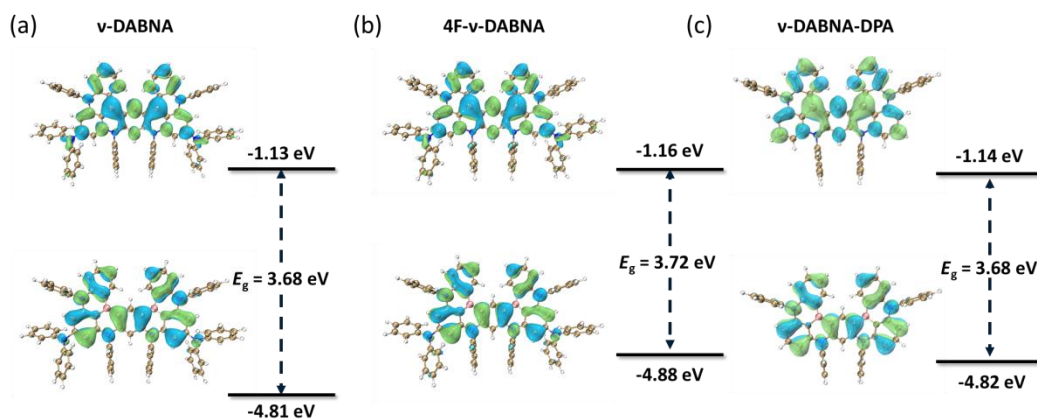 (a)
ν-DABNA
-1.13 eV
Eg = 3.68 eV
-4.81 eV
(b)
4F-ν-DABNA
-1.16 eV
Eg = 3.72 eV
-4.88 eV
(c)
ν-DABNA-DPA
-1.14 eV
Eg = 3.68 eV
-4.82 eV